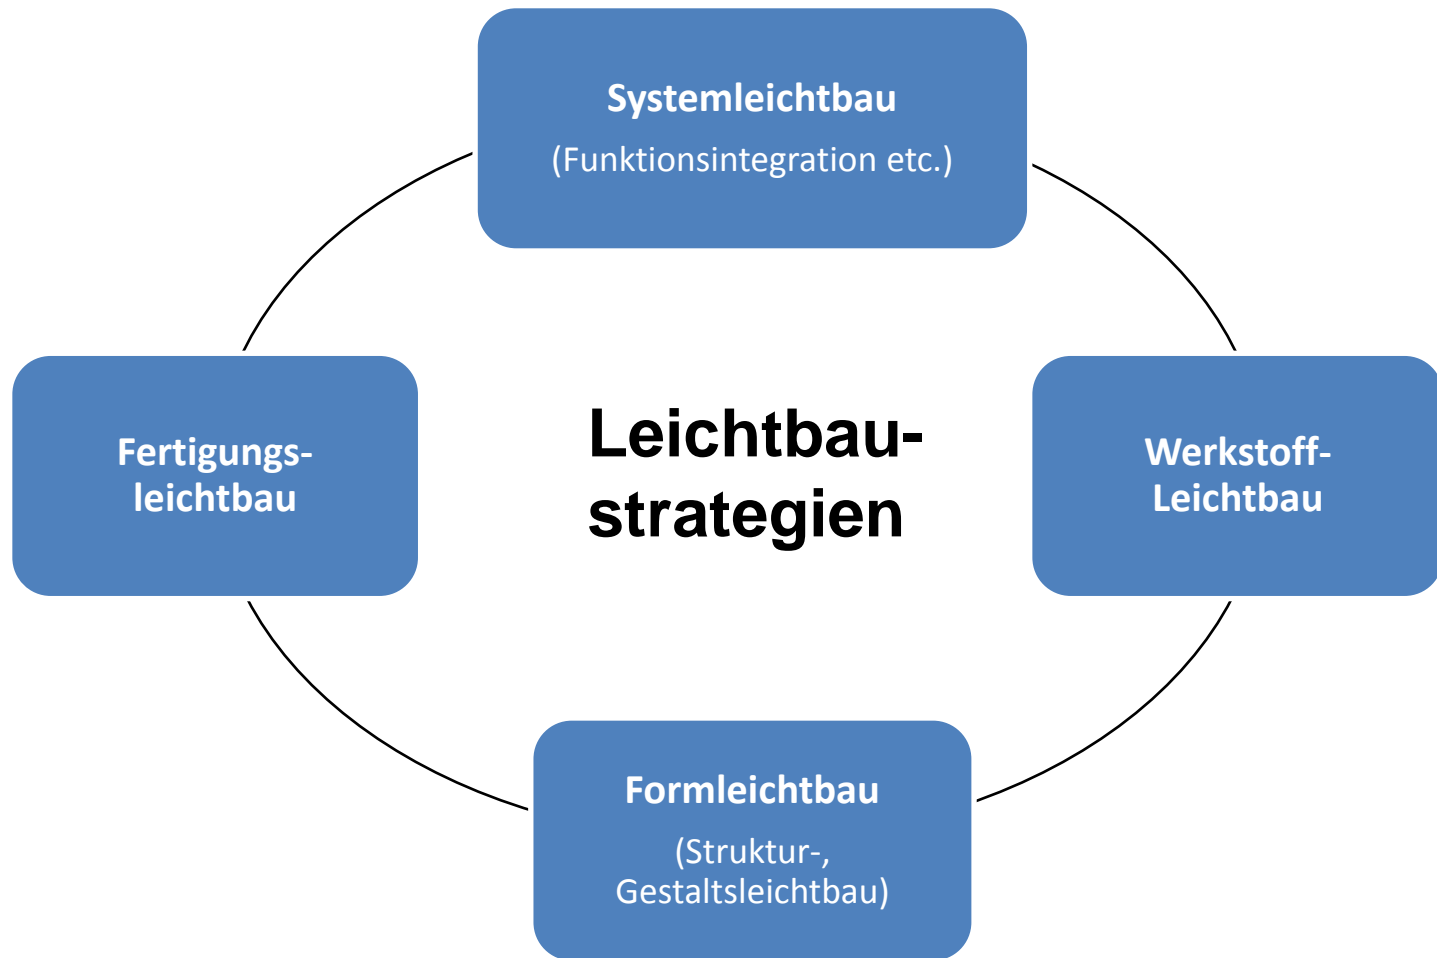 Systemleichtbau
(Funktionsintegration etc.)
Fertigungs-
leichtbau
Leichtbau-
strategien
Werkstoff-
Leichtbau
Formleichtbau
(Struktur-,
Gestaltsleichtbau)